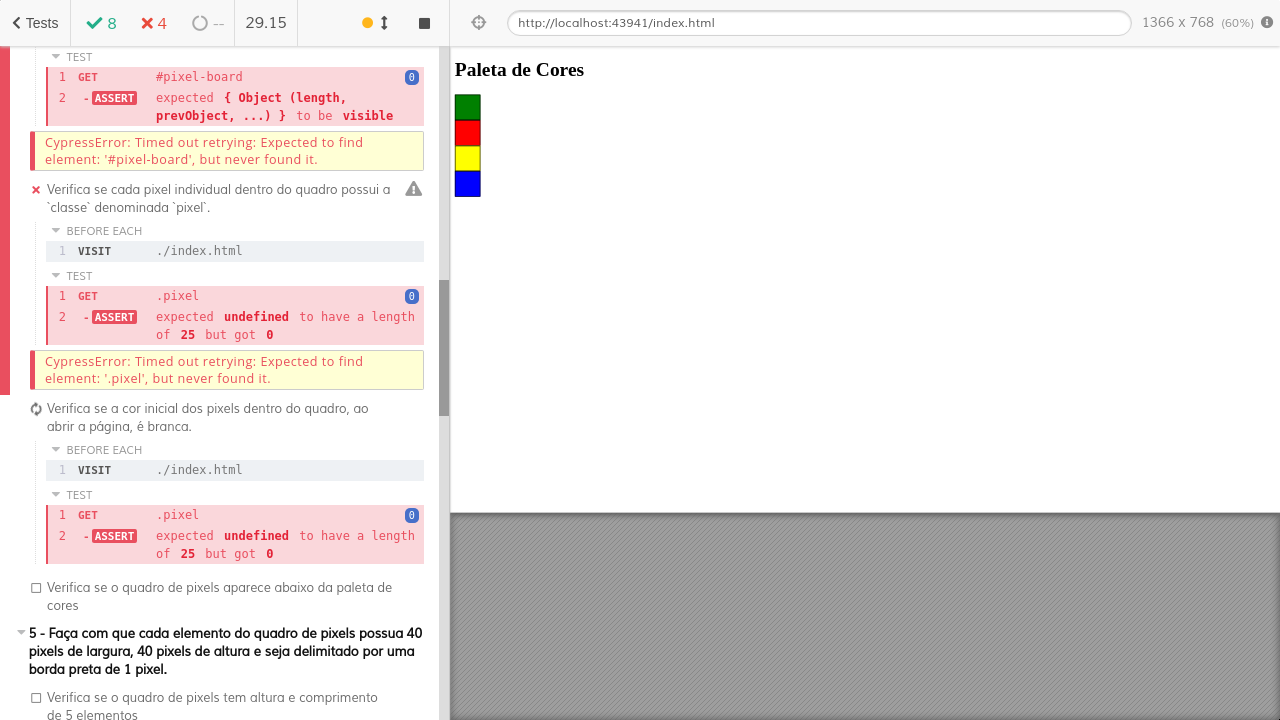 Tests 8 4 -- 29.15 http://localhost:43941/index.html 1366 x 768 (60%)
TEST
1 GET #pixel-board 0
2 -ASSERT expected { Object (length,
prevObject, ...) } to be visible
CypressError: Timed out retrying: Expected to find
element: '#pixel-board', but never found it.
Verifica se cada pixel individual dentro do quadro possui a
`classe` denominada `pixel`.
BEFORE EACH
1 VISIT ./index.html
TEST
1 GET .pixel 0
2 -ASSERT expected undefined to have a length
of 25 but got 0
CypressError: Timed out retrying: Expected to find
element: '.pixel', but never found it.
Verifica se a cor inicial dos pixels dentro do quadro, ao
abrir a página, é branca.
BEFORE EACH
1 VISIT ./index.html
TEST
1 GET .pixel 0
2 -ASSERT expected undefined to have a length
of 25 but got 0
Verifica se o quadro de pixels aparece abaixo da paleta de
cores
5 - Faça com que cada elemento do quadro de pixels possua 40
pixels de largura, 40 pixels de altura e seja delimitado por uma
borda preta de 1 pixel.
Verifica se o quadro de pixels tem altura e comprimento
de 5 elementos
Paleta de Cores